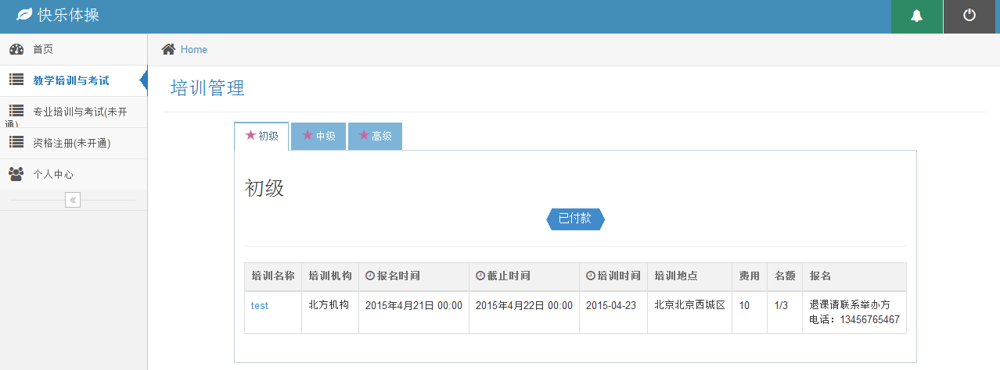 快乐体操
首页
教学培训与考试
专业培训与考试(未开
通)
资格注册(未开通)
个人中心
Home
培训管理
初级 中级 高级
初级
已付款
培训名称 培训机构 报名时间 截止时间 培训时间 培训地点 费用 名额 报名
test 北方机构 2015年4月21日 00:00 2015年4月22日 00:00 2015-04-23 北京北京西城区 10 1/3 退课请联系举办方
电话：13456765467